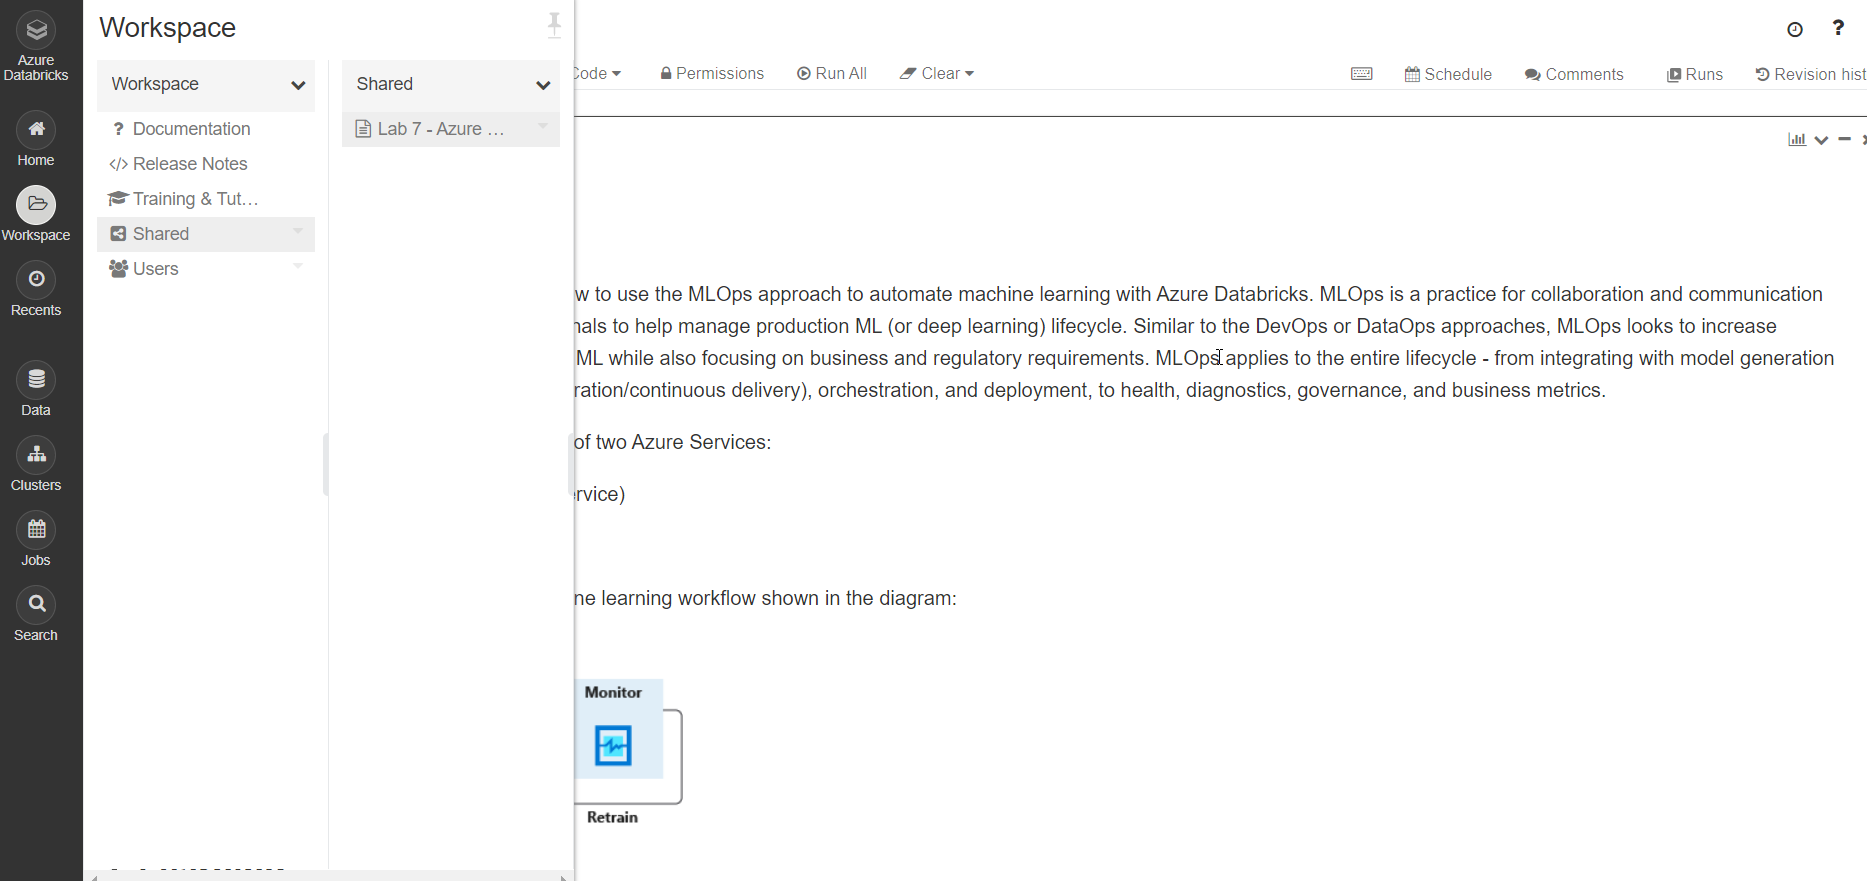 Azure
Databricks
Home
Workspace
Recents
Data
Clusters
Jobs
Search
Workspace
Workspace
? Documentation
</> Release Notes
Training & Tut...
Shared
Users
Shared
Lab 7 - Azure ...
Code
Permissions
Run All
Clear
Schedule
Comments
Runs
Revision hist
?
w to use the MLOps approach to automate machine learning with Azure Databricks. MLOps is a practice for collaboration and communication
nals to help manage production ML (or deep learning) lifecycle. Similar to the DevOps or DataOps approaches, MLOps looks to increase
ML while also focusing on business and regulatory requirements. MLOps applies to the entire lifecycle - from integrating with model generation
ration/continuous delivery), orchestration, and deployment, to health, diagnostics, governance, and business metrics.
of two Azure Services:
rvice)
ne learning workflow shown in the diagram:
Monitor
Retrain